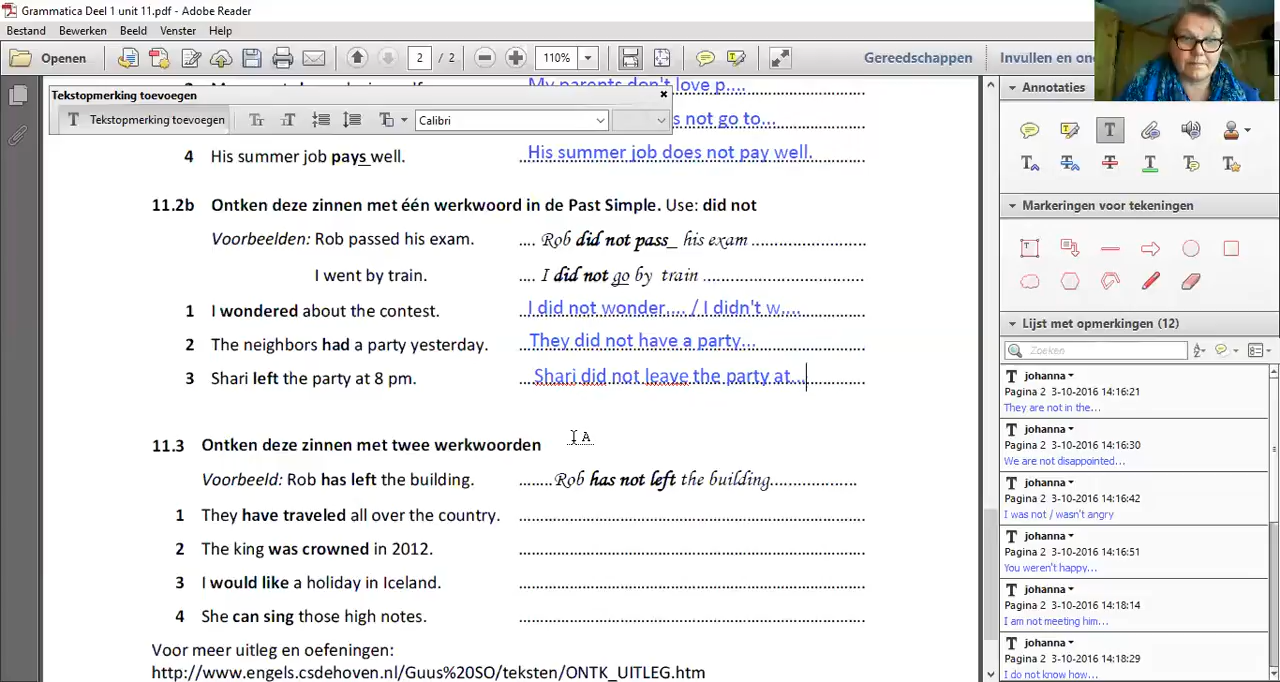 Grammatica Deel 1 unit 11.pdf - Adobe Reader
Bestand Bewerken Beeld Venster Help
Openen 2 / 2 110% Gereedschappen Invullen en on
Tekstopmerking toevoegen
Tekstopmerking toevoegen Calibri
My parents don't love p....
s not go to...
4 His summer job pays well. His summer job does not pay well.
11.2b Ontken deze zinnen met één werkwoord in de Past Simple. Use: did not
Voorbeelden: Rob passed his exam. .... Rob did not pass_ his exam ......................
I went by train. .... I did not go by train ................................
1 I wondered about the contest. I did not wonder.... / I didn't w....
2 The neighbors had a party yesterday. They did not have a party...
3 Shari left the party at 8 pm. Shari did not leave the party at...
11.3 Ontken deze zinnen met twee werkwoorden
Voorbeeld: Rob has left the building. ........Rob has not left the building.................
1 They have traveled all over the country.
2 The king was crowned in 2012.
3 I would like a holiday in Iceland.
4 She can sing those high notes.
Voor meer uitleg en oefeningen:
http://www.engels.csdehoven.nl/Guus%20SO/teksten/ONTK_UITLEG.htm
Annotaties
Markeringen voor tekeningen
Lijst met opmerkingen (12)
Zoeken
johanna
Pagina 2 3-10-2016 14:16:21
They are not in the...
johanna
Pagina 2 3-10-2016 14:16:30
We are not disappointed...
johanna
Pagina 2 3-10-2016 14:16:42
I was not / wasn't angry
johanna
Pagina 2 3-10-2016 14:16:51
You weren't happy...
johanna
Pagina 2 3-10-2016 14:18:14
I am not meeting him...
johanna
Pagina 2 3-10-2016 14:18:29
I do not know how...